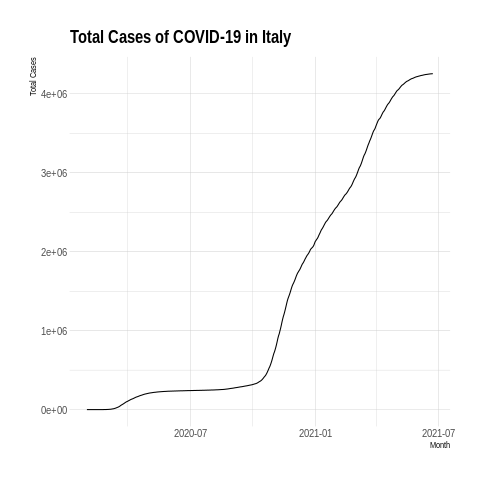 Total Cases of COVID-19 in Italy
Total Cases
4e+06
3e+06
2e+06
1e+06
0e+00
2020-07
2021-01
2021-07
Month